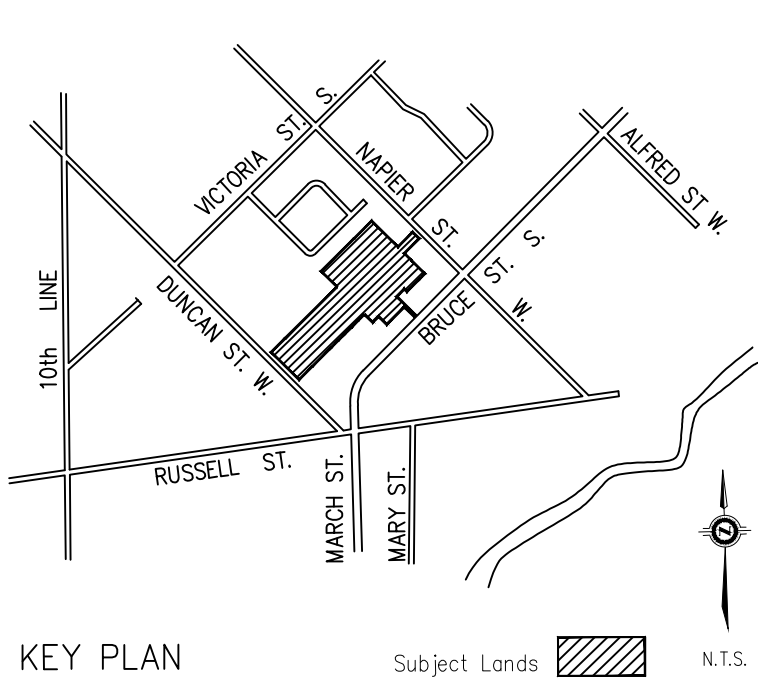 VICTORIA ST. S.
NAPIER ST. W.
ALFRED ST W.
10th LINE
DUNCAN ST. W.
BRUCE ST. S.
RUSSELL ST.
MARCH ST.
MARY ST.
N
KEY PLAN
Subject Lands
N.T.S.